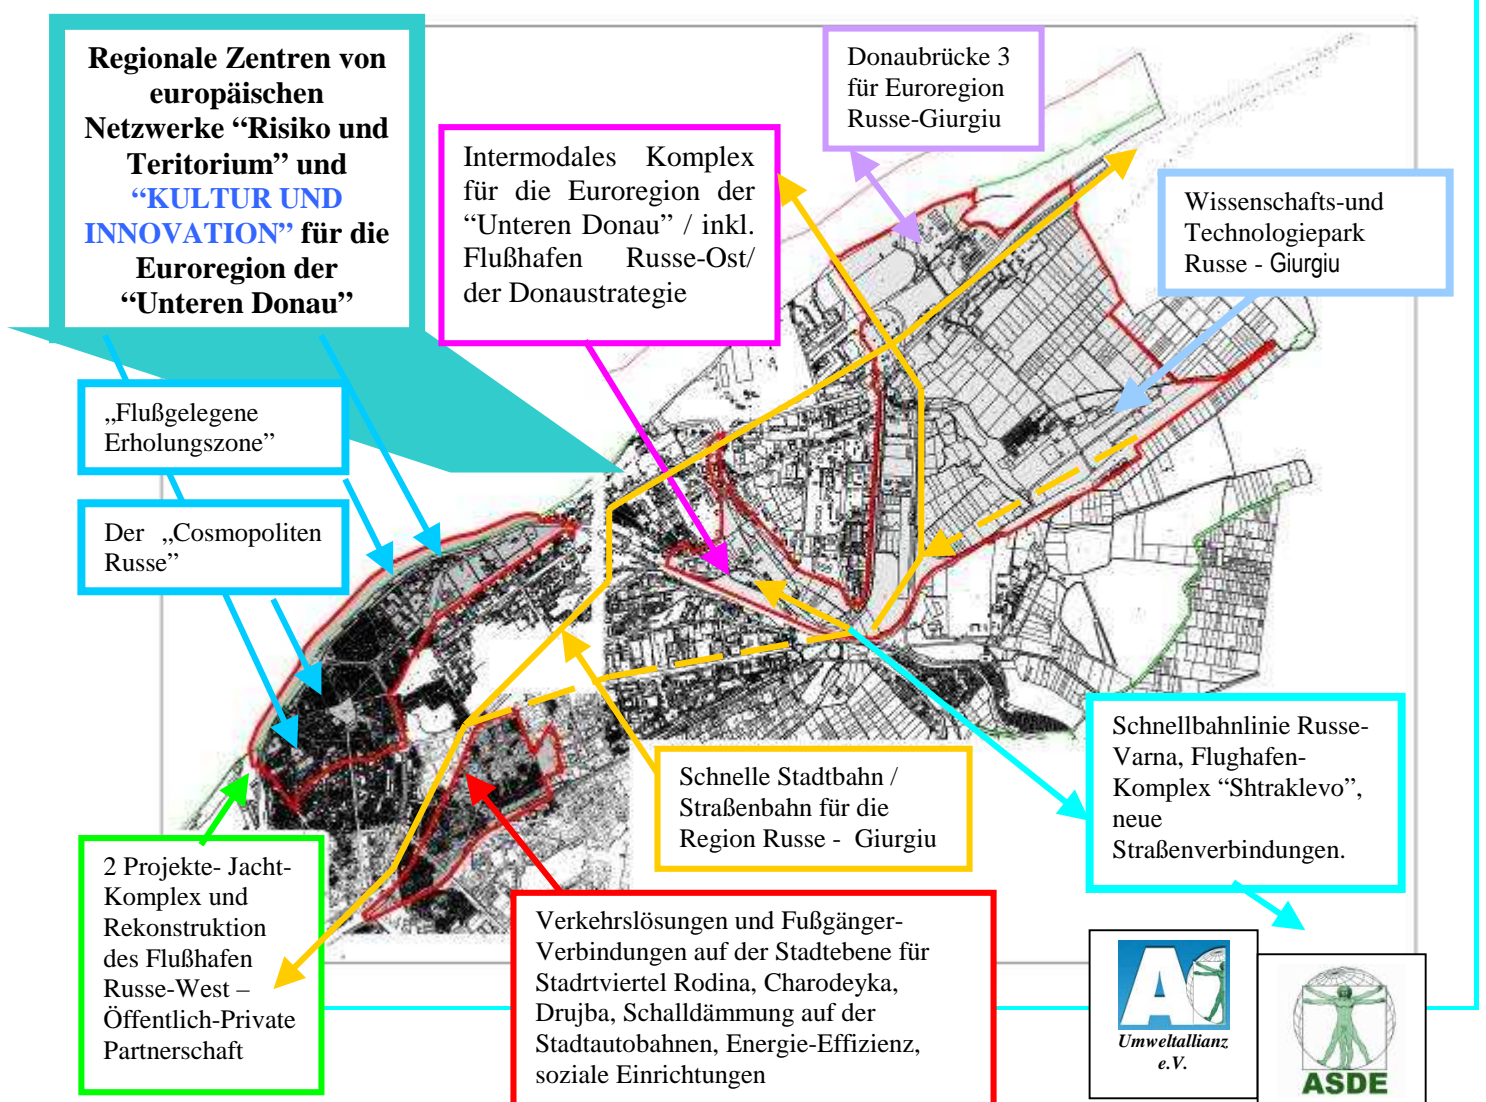 Regionale Zentren von
europäischen
Netzwerke “Risiko und
Teritorium” und
“KULTUR UND
INNOVATION” für die
Euroregion der
“Unteren Donau”
Donaubrücke 3
für Euroregion
Russe-Giurgiu
Intermodales Komplex
für die Euroregion der
“Unteren Donau” / inkl.
Flußhafen Russe-Ost/
der Donaustrategie
Wissenschafts-und
Technologiepark
Russe - Giurgiu
„Flußgelegene
Erholungszone”
Der „Cosmopoliten
Russe”
Schnelle Stadtbahn /
Straßenbahn für die
Region Russe - Giurgiu
Schnellbahnlinie Russe-
Varna, Flughafen-
Komplex “Shtraklevo”,
neue
Straßenverbindungen.
2 Projekte- Jacht-
Komplex und
Rekonstruktion
des Flußhafen
Russe-West –
Öffentlich-Private
Partnerschaft
Verkehrslösungen und Fußgänger-
Verbindungen auf der Stadtebene für
Stadrtviertel Rodina, Charodeyka,
Drujba, Schalldämmung auf der
Stadtautobahnen, Energie-Effizienz,
soziale Einrichtungen
Umweltallianz
e.V.
ASDE